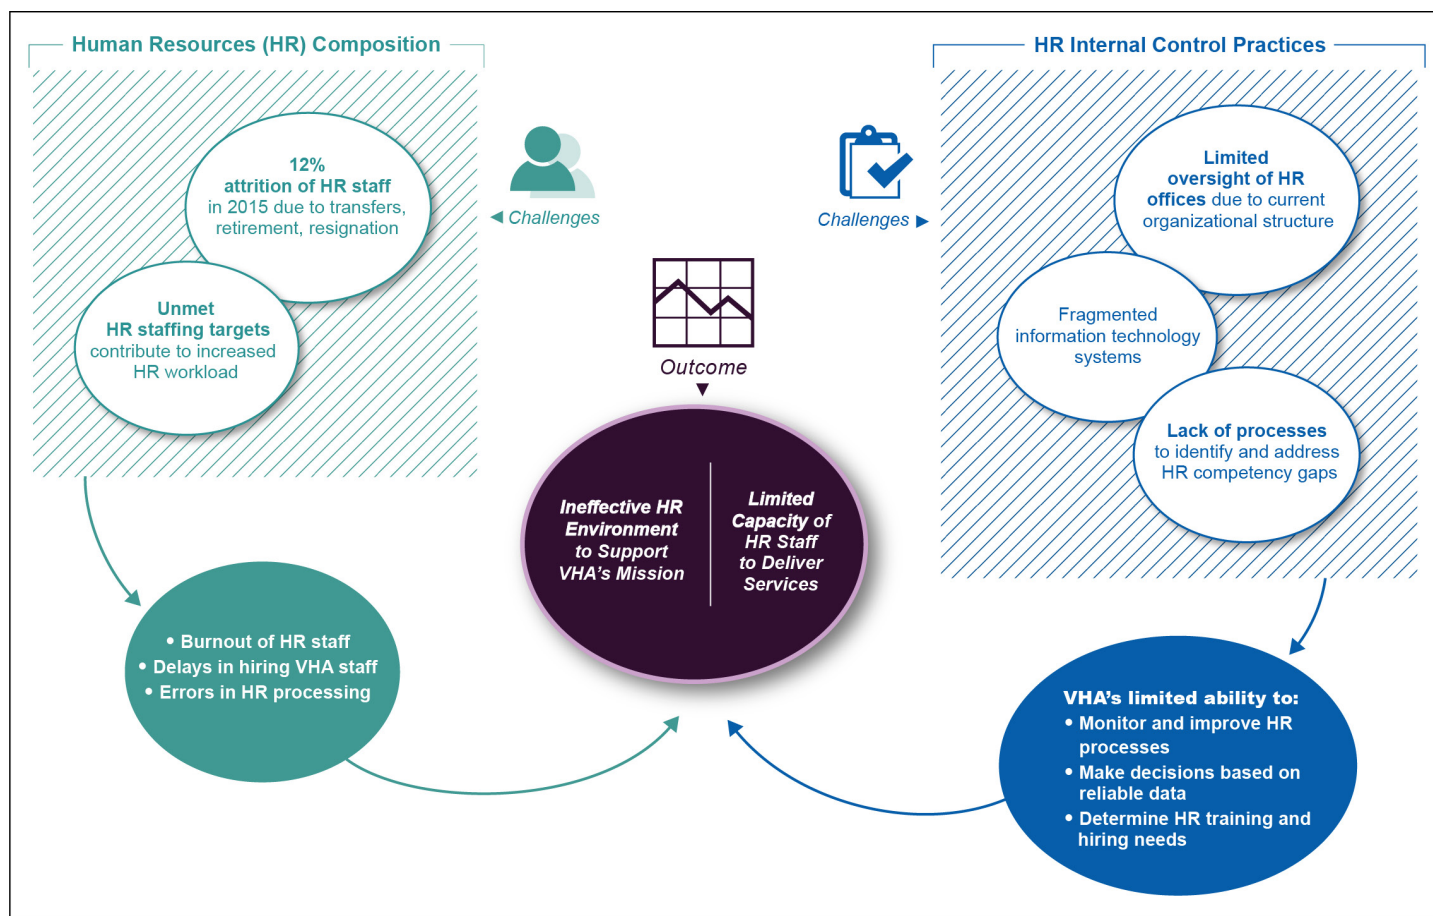 Human Resources (HR) Composition
12%
attrition of HR staff
in 2015 due to transfers,
retirement, resignation
Unmet
HR staffing targets
contribute to increased
HR workload
Challenges
Challenges
HR Internal Control Practices
Limited
oversight of HR
offices due to current
organizational structure
Fragmented
information technology
systems
Lack of processes
to identify and address
HR competency gaps
Outcome
Ineffective HR
Environment
to Support
VHA's Mission
Limited
Capacity of
HR Staff
to Deliver
Services
• Burnout of HR staff
• Delays in hiring VHA staff
• Errors in HR processing
VHA's limited ability to:
• Monitor and improve HR
processes
• Make decisions based on
reliable data
• Determine HR training and
hiring needs